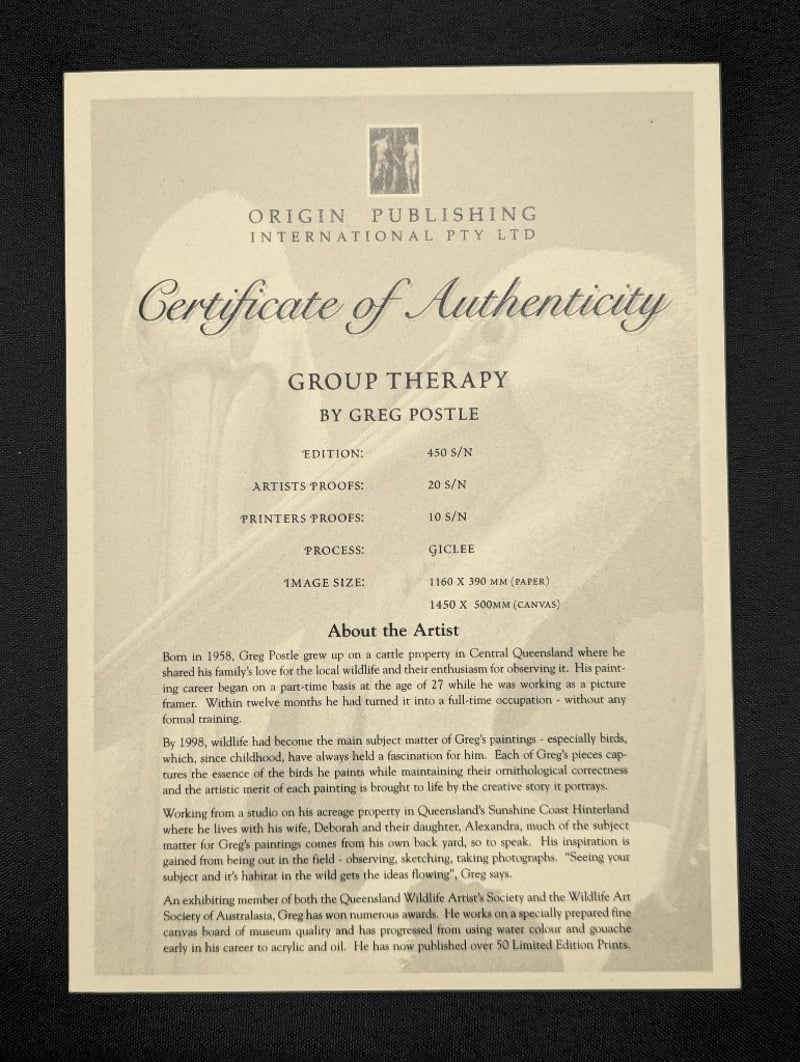 ORIGIN PUBLISHING
INTERNATIONAL PTY LTD
Certificate of Authenticity
GROUP THERAPY
BY GREG POSTLE
EDITION: 450 S/N
ARTISTS PROOFS: 20 S/N
PRINTERS PROOFS: 10 S/N
PROCESS: GICLEE
IMAGE SIZE: 1160 X 390 MM (PAPER)
1450 X 500MM (CANVAS)
About the Artist
Born in 1958, Greg Postle grew up on a cattle property in Central Queensland where he
shared his family's love for the local wildlife and their enthusiasm for observing it. His paint-
ing career began on a part-time basis at the age of 27 while he was working as a picture
framer. Within twelve months he had turned it into a full-time occupation - without any
formal training.
By 1998, wildlife had become the main subject matter of Greg's paintings - especially birds,
which, since childhood, have always held a fascination for him. Each of Greg's pieces cap-
tures the essence of the birds he paints while maintaining their ornithological correctness
and the artistic merit of each painting is brought to life by the creative story it portrays.
Working from a studio on his acreage property in Queensland's Sunshine Coast Hinterland
where he lives with his wife, Deborah and their daughter, Alexandra, much of the subject
matter for Greg's paintings comes from his own back yard, so to speak. His inspiration is
gained from being out in the field - observing, sketching, taking photographs. "Seeing your
subject and it's habitat in the wild gets the ideas flowing", Greg says.
An exhibiting member of both the Queensland Wildlife Artist's Society and the Wildlife Art
Society of Australasia, Greg has won numerous awards. He works on a specially prepared fine
canvas board of museum quality and has progressed from using water colour and gouache
early in his career to acrylic and oil. He has now published over 50 Limited Edition Prints.